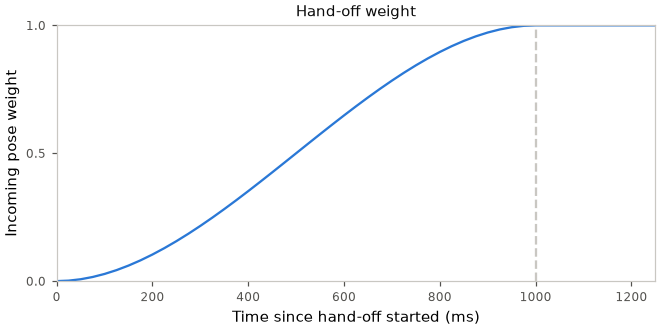 Hand-off weight
Incoming pose weight
1.0
0.5
0.0
0 200 400 600 800 1000 1200
Time since hand-off started (ms)